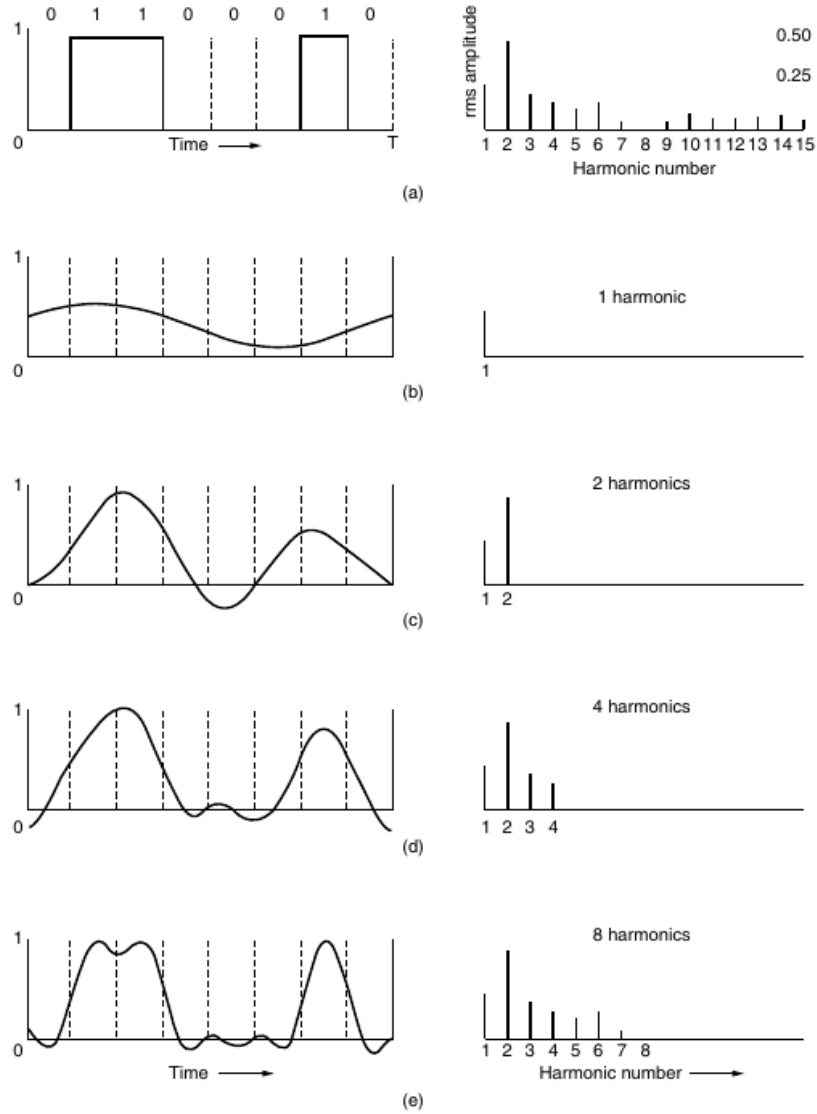 0 1 1 0 0 0 1 0
1
0
Time
T
rms amplitude
0.50
0.25
1 2 3 4 5 6 7 8 9 10 11 12 13 14 15
Harmonic number
(a)
1
0
1 harmonic
1
(b)
1
0
2 harmonics
1 2
(c)
1
0
4 harmonics
1 2 3 4
(d)
1
0
Time
8 harmonics
1 2 3 4 5 6 7 8
Harmonic number
(e)